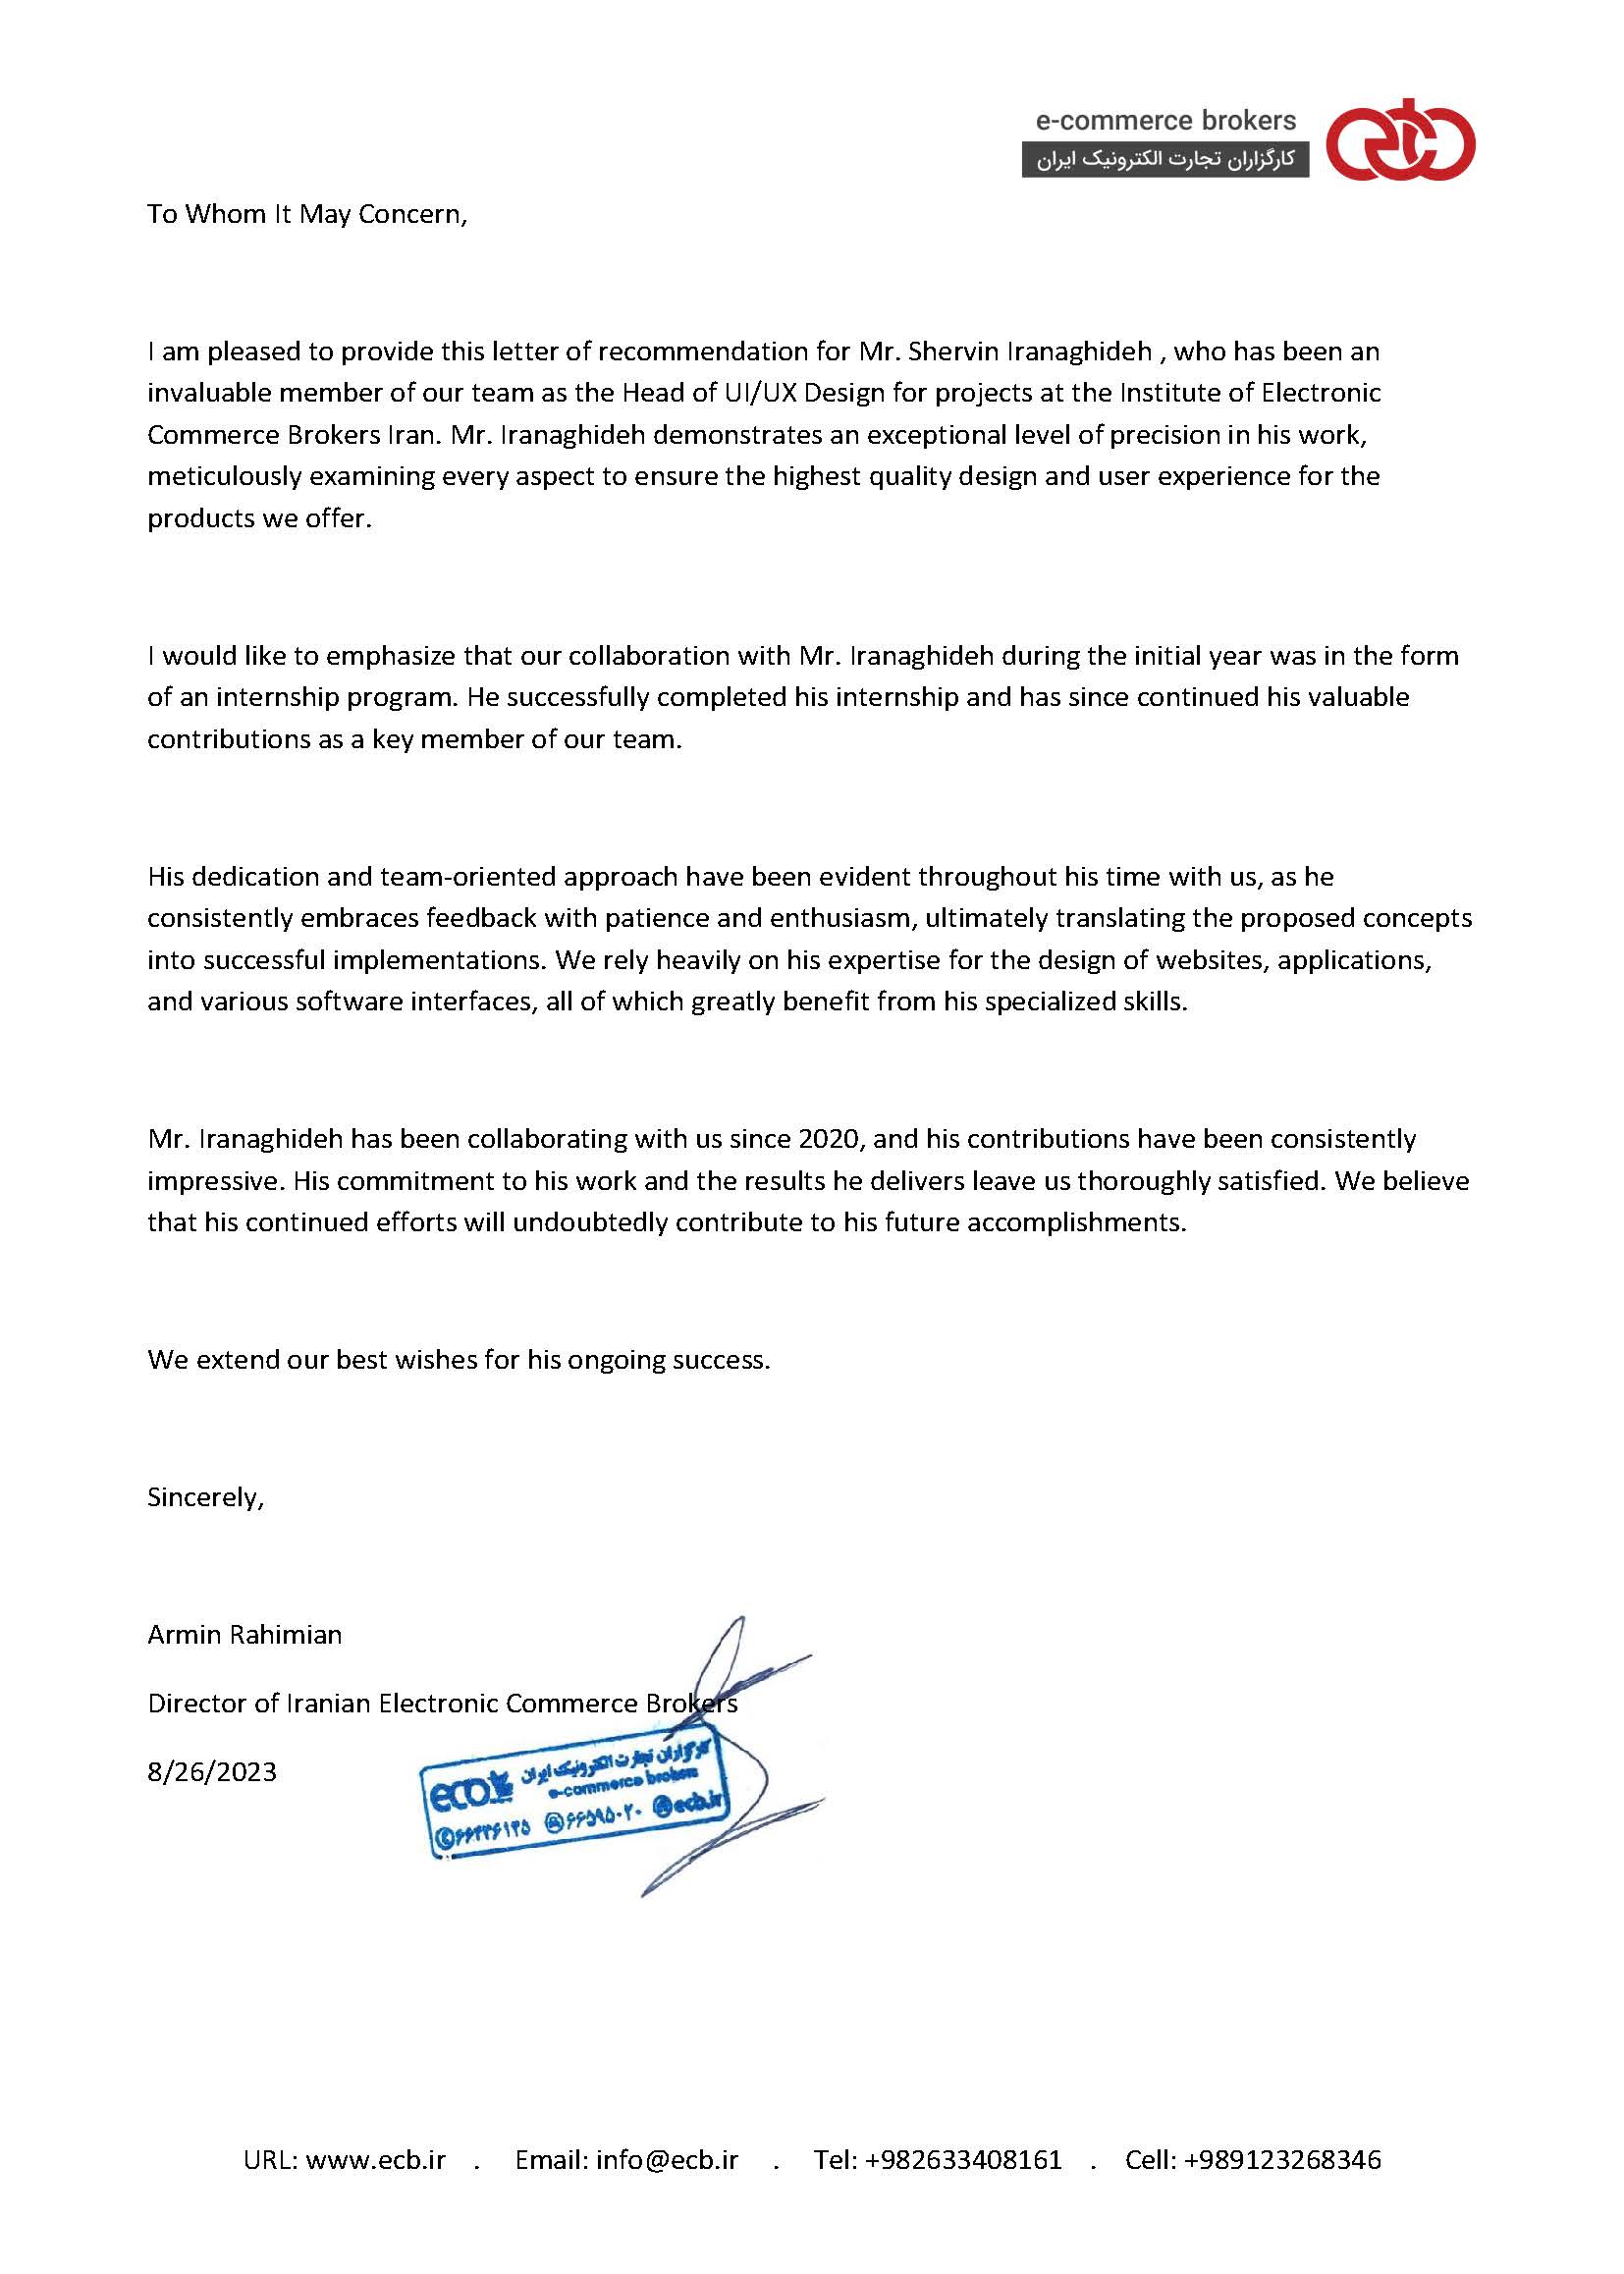 e-commerce brokers
کارگزاران تجارت الکترونیک ایران
To Whom It May Concern,
I am pleased to provide this letter of recommendation for Mr. Shervin Iranaghideh , who has been an
invaluable member of our team as the Head of UI/UX Design for projects at the Institute of Electronic
Commerce Brokers Iran. Mr. Iranaghideh demonstrates an exceptional level of precision in his work,
meticulously examining every aspect to ensure the highest quality design and user experience for the
products we offer.
I would like to emphasize that our collaboration with Mr. Iranaghideh during the initial year was in the form
of an internship program. He successfully completed his internship and has since continued his valuable
contributions as a key member of our team.
His dedication and team-oriented approach have been evident throughout his time with us, as he
consistently embraces feedback with patience and enthusiasm, ultimately translating the proposed concepts
into successful implementations. We rely heavily on his expertise for the design of websites, applications,
and various software interfaces, all of which greatly benefit from his specialized skills.
Mr. Iranaghideh has been collaborating with us since 2020, and his contributions have been consistently
impressive. His commitment to his work and the results he delivers leave us thoroughly satisfied. We believe
that his continued efforts will undoubtedly contribute to his future accomplishments.
We extend our best wishes for his ongoing success.
Sincerely,
Armin Rahimian
Director of Iranian Electronic Commerce Brokers
8/26/2023
کارگزاران تجارت الکترونیک ایران
e-commerce brokers
ecb.ir
URL: www.ecb.ir . Email: info@ecb.ir . Tel: +982633408161 . Cell: +989123268346